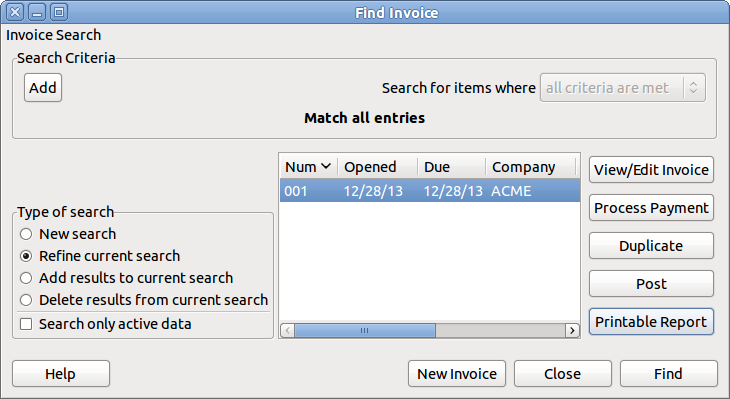 Find Invoice
Invoice Search
Search Criteria
Add
Search for items where all criteria are met
Match all entries
Num Opened Due Company
001 12/28/13 12/28/13 ACME
Type of search
New search
Refine current search
Add results to current search
Delete results from current search
Search only active data
View/Edit Invoice
Process Payment
Duplicate
Post
Printable Report
Help New Invoice Close Find